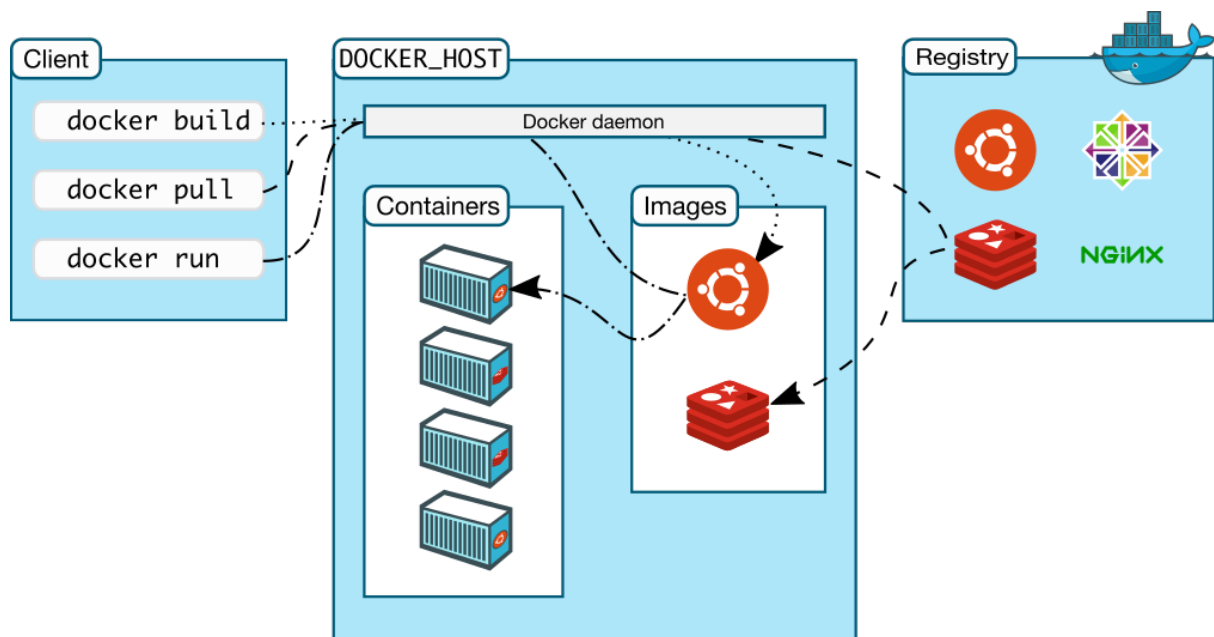 Client
docker build
docker pull
docker run
DOCKER_HOST
Docker daemon
Containers
Images
Registry
NGiNX